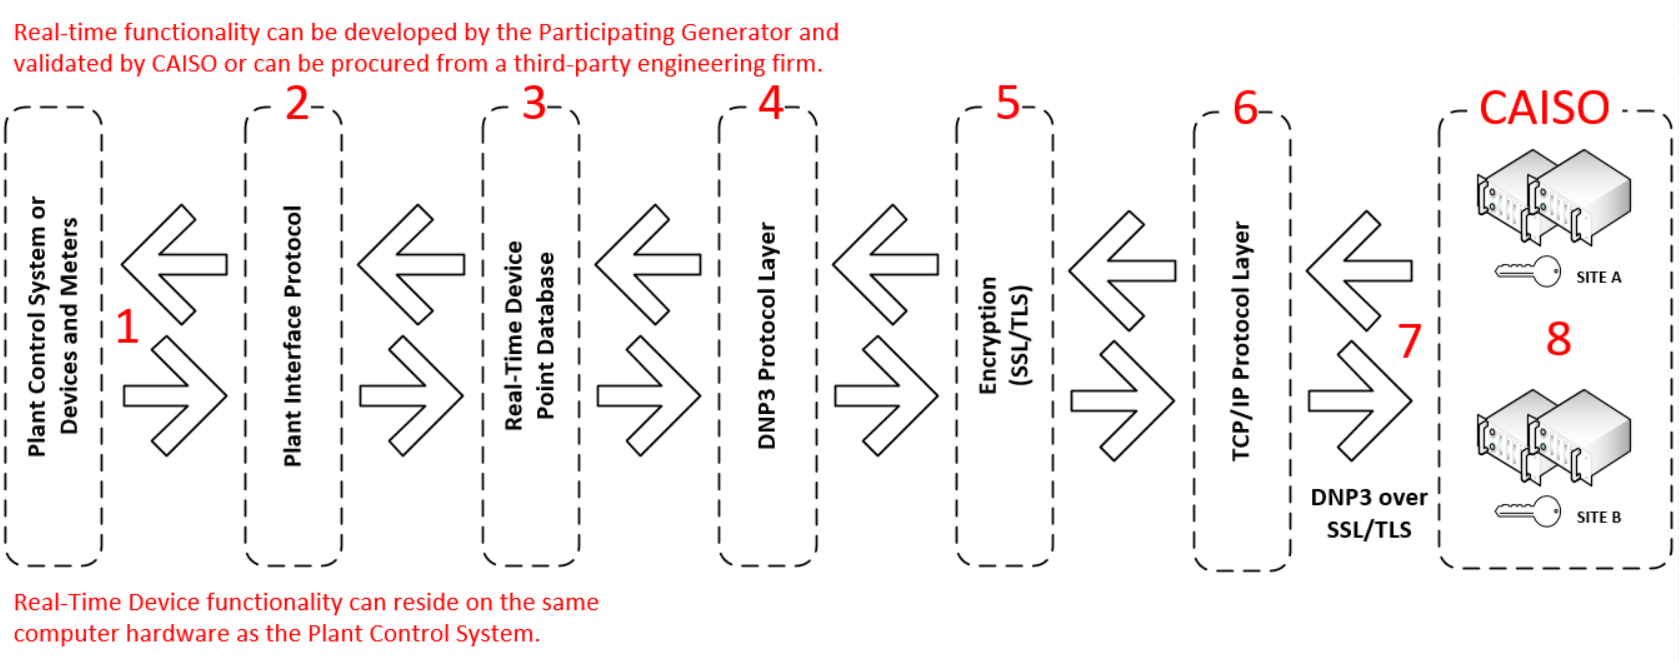 Real-time functionality can be developed by the Participating Generator and
validated by CAISO or can be procured from a third-party engineering firm.
Plant Control System or
Devices and Meters
1
2
Plant Interface Protocol
3
Real-Time Device
Point Database
4
DNP3 Protocol Layer
5
Encryption
(SSL/TLS)
6
TCP/IP Protocol Layer
7
DNP3 over
SSL/TLS
CAISO
SITE A
8
SITE B
Real-Time Device functionality can reside on the same
computer hardware as the Plant Control System.